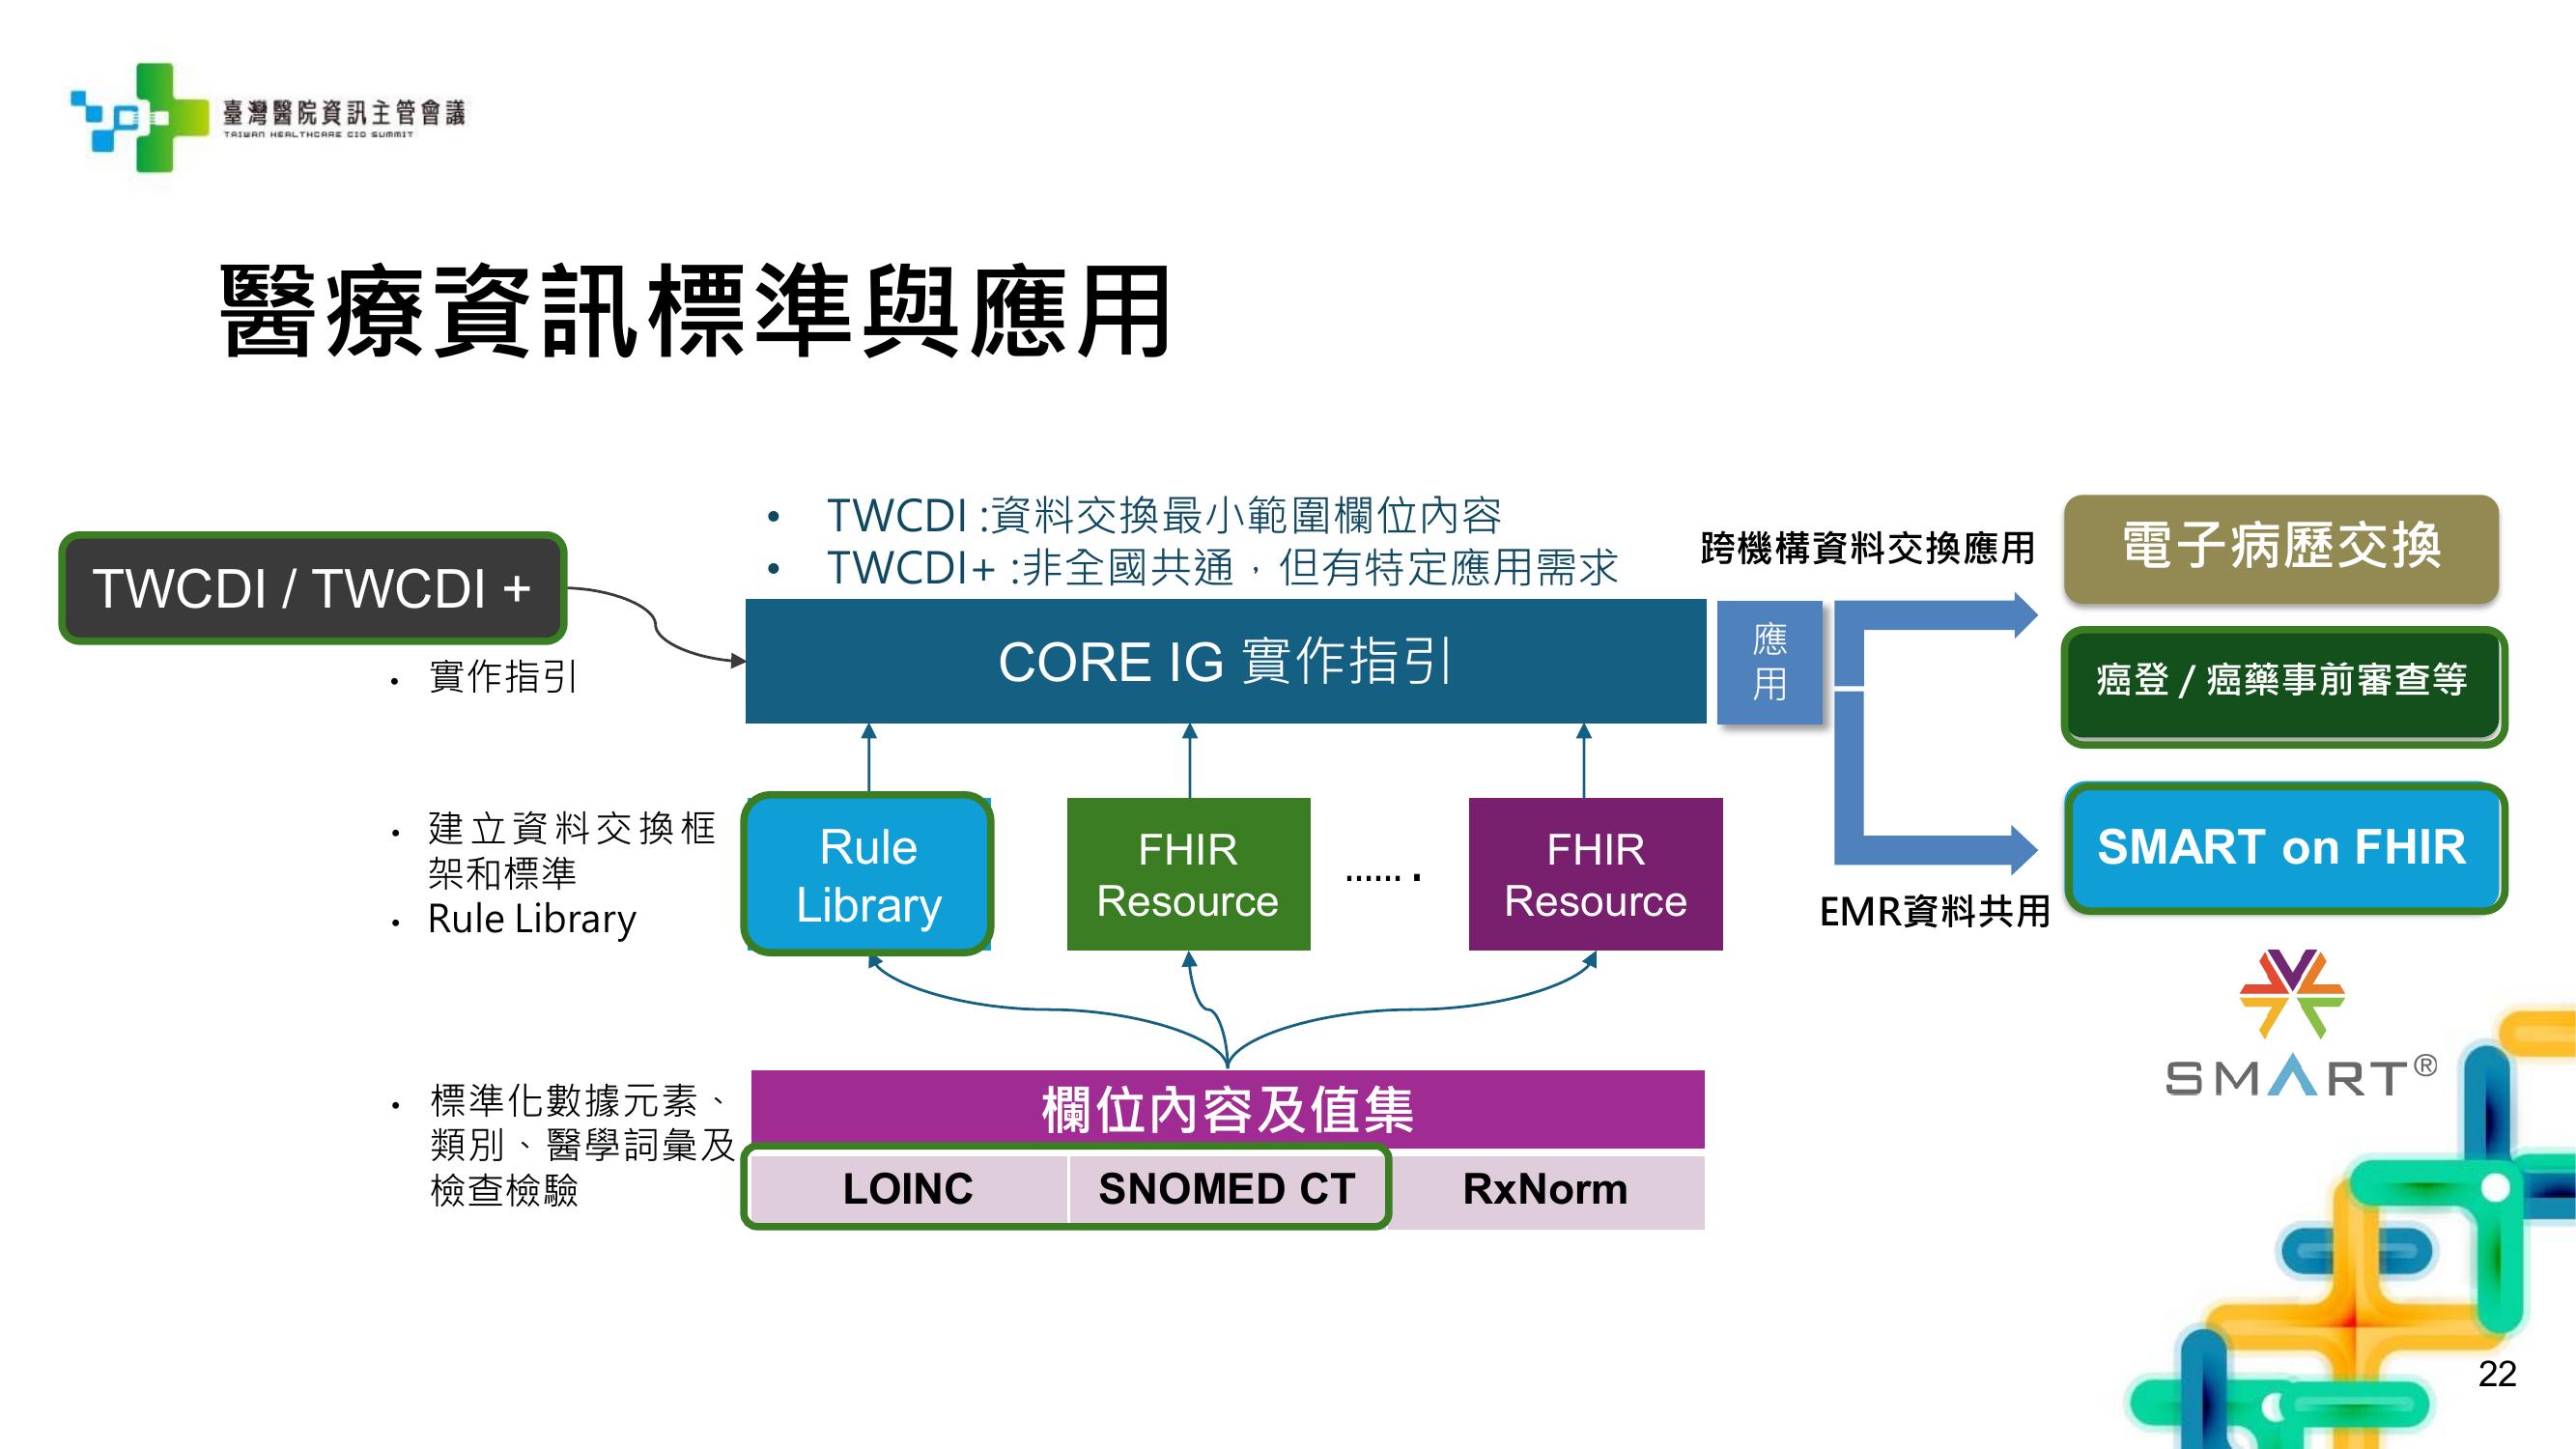 臺灣醫院資訊主管會議
TAIWAN HEALTHCARE CIO SUMMIT
醫療資訊標準與應用
TWCDI / TWCDI +
• TWCDI :資料交換最小範圍欄位內容
• TWCDI+ :非全國共通，但有特定應用需求
CORE IG 實作指引
應
用
跨機構資料交換應用
電子病歷交換
癌登 / 癌藥事前審查等
SMART on FHIR
EMR資料共用
SMART®
• 實作指引
• 建立資料交換框
架和標準
• Rule Library
Rule
Library
FHIR
Resource
…….
FHIR
Resource
• 標準化數據元素、
類別、醫學詞彙及
檢查檢驗
欄位內容及值集
LOINC
SNOMED CT
RxNorm
22